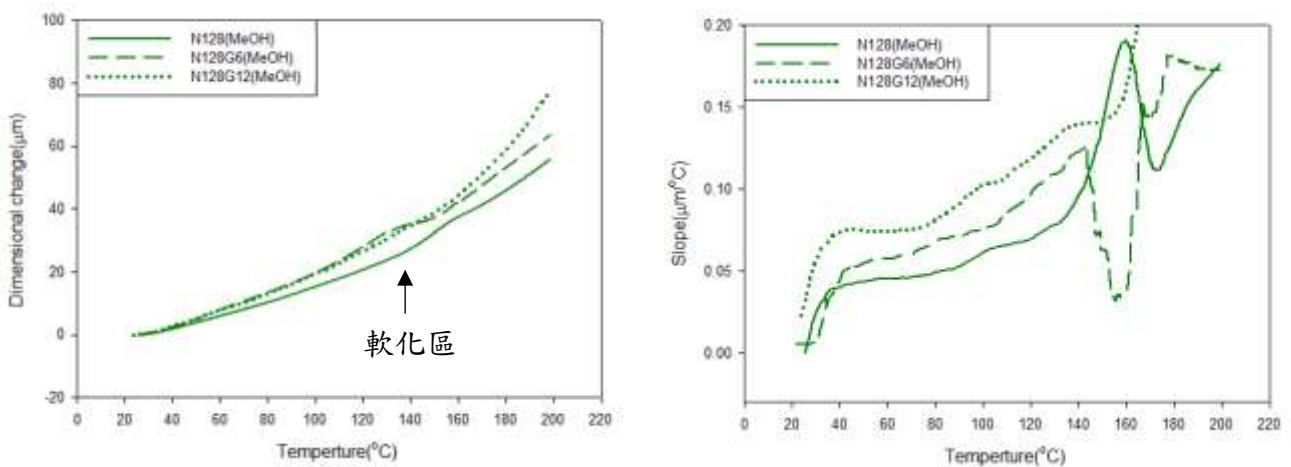 100
80
60
40
20
0
-20
Dimensional change(μm)
N128(MeOH)
N128G6(MeOH)
N128G12(MeOH)
軟化區
0 20 40 60 80 100 120 140 160 180 200 220
Temperture(°C)
0.20
0.15
0.10
0.05
0.00
Slope(μm/°C)
N128(MeOH)
N128G6(MeOH)
N128G12(MeOH)
0 20 40 60 80 100 120 140 160 180 200 220
Temperture(°C)